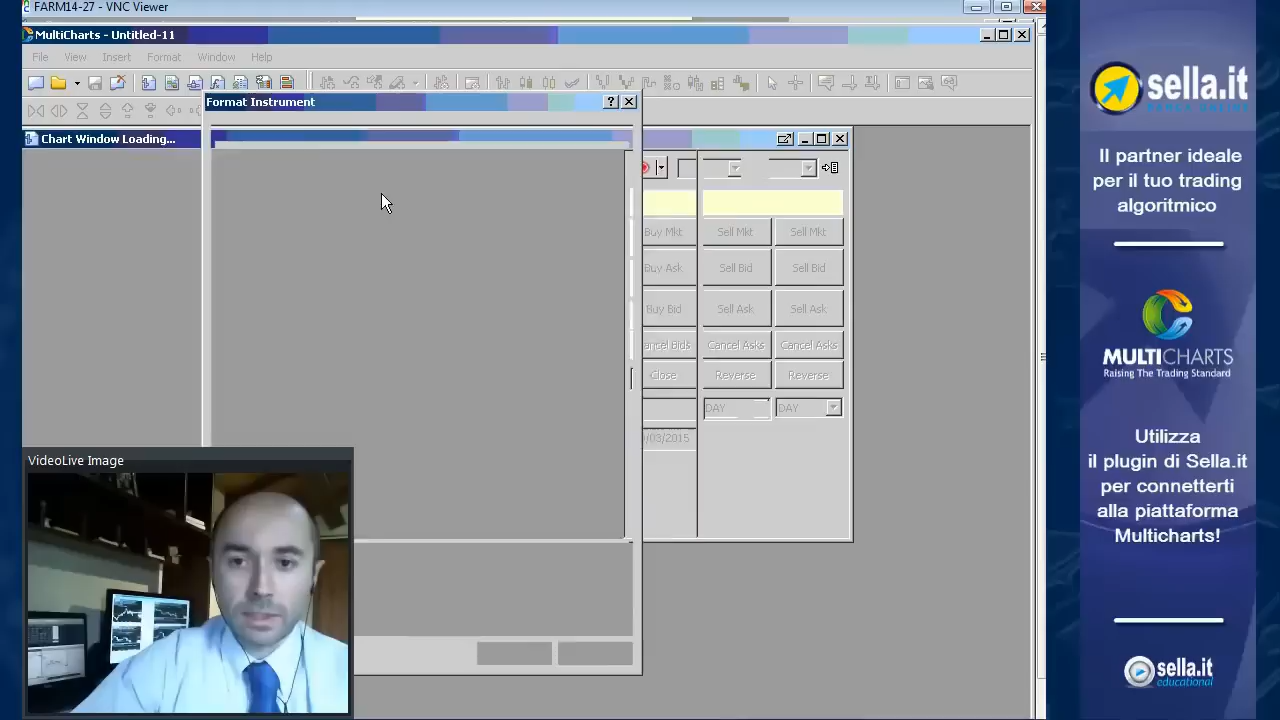 FARM14-27 - VNC Viewer
MultiCharts - Untitled-11
File View Insert Format Window Help
Format Instrument
Chart Window Loading...
Buy Mkt Sell Mkt Sell Mkt
Buy Ask Sell Bid Sell Bid
Buy Bid Sell Ask Sell Ask
Cancel Asks Cancel Asks
Close Reverse Reverse
DAY DAY
/03/2015
VideoLive Image
sella.it
BANCA ONLINE
Il partner ideale
per il tuo trading
algoritmico
MULTICHARTS
Raising The Trading Standard
Utilizza
il plugin di Sella.it
per connetterti
alla piattaforma
Multicharts!
sella.it
educational